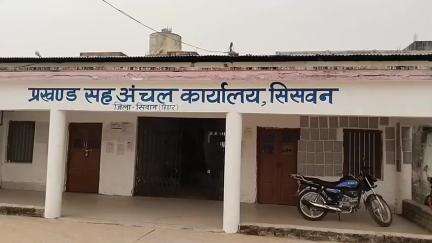 प्रखण्ड सह अंचल कार्यालय, सिसवन
जिला - सिवान (बिहार)